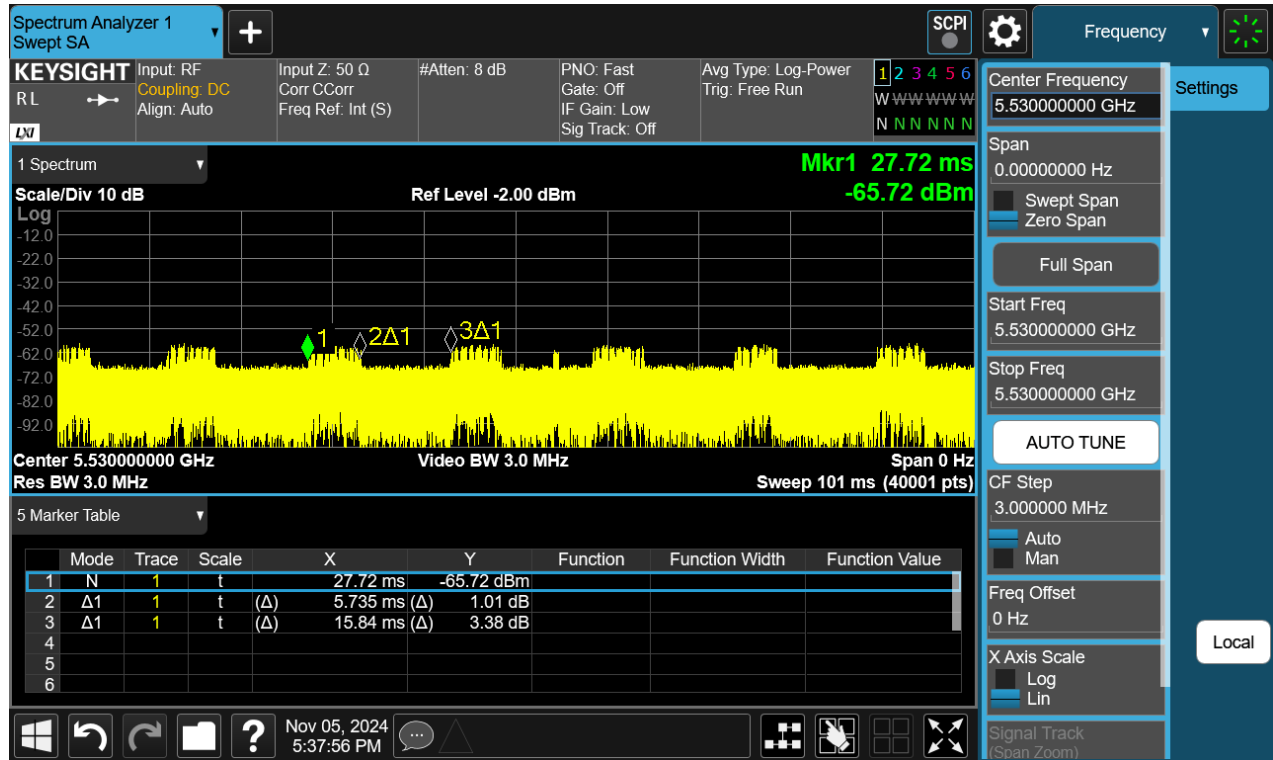 Spectrum Analyzer 1
Swept SA
+
SCPI
Frequency
KEYSIGHT
R L
LXI
Input: RF
Coupling: DC
Align: Auto
Input Z: 50 Ω
Corr CCorr
Freq Ref: Int (S)
#Atten: 8 dB
PNO: Fast
Gate: Off
IF Gain: Low
Sig Track: Off
Avg Type: Log-Power
Trig: Free Run
1 2 3 4 5 6
W W W W W W
N N N N N N
1 Spectrum
Mkr1 27.72 ms
-65.72 dBm
Scale/Div 10 dB
Ref Level -2.00 dBm
Log
-12.0
-22.0
-32.0
-42.0
-52.0
-62.0
-72.0
-82.0
-92.0
1
2Δ1
3Δ1
Center 5.530000000 GHz
Video BW 3.0 MHz
Span 0 Hz
Res BW 3.0 MHz
Sweep 101 ms (40001 pts)
5 Marker Table
Mode Trace Scale X Y Function Function Width Function Value
1 N 1 t 27.72 ms -65.72 dBm
2 Δ1 1 t (Δ) 5.735 ms (Δ) 1.01 dB
3 Δ1 1 t (Δ) 15.84 ms (Δ) 3.38 dB
4
5
6
?
Nov 05, 2024
5:37:56 PM
Center Frequency
5.530000000 GHz
Span
0.00000000 Hz
Swept Span
Zero Span
Full Span
Start Freq
5.530000000 GHz
Stop Freq
5.530000000 GHz
AUTO TUNE
CF Step
3.000000 MHz
Auto
Man
Freq Offset
0 Hz
X Axis Scale
Log
Lin
Signal Track
(Span Zoom)
Settings
Local